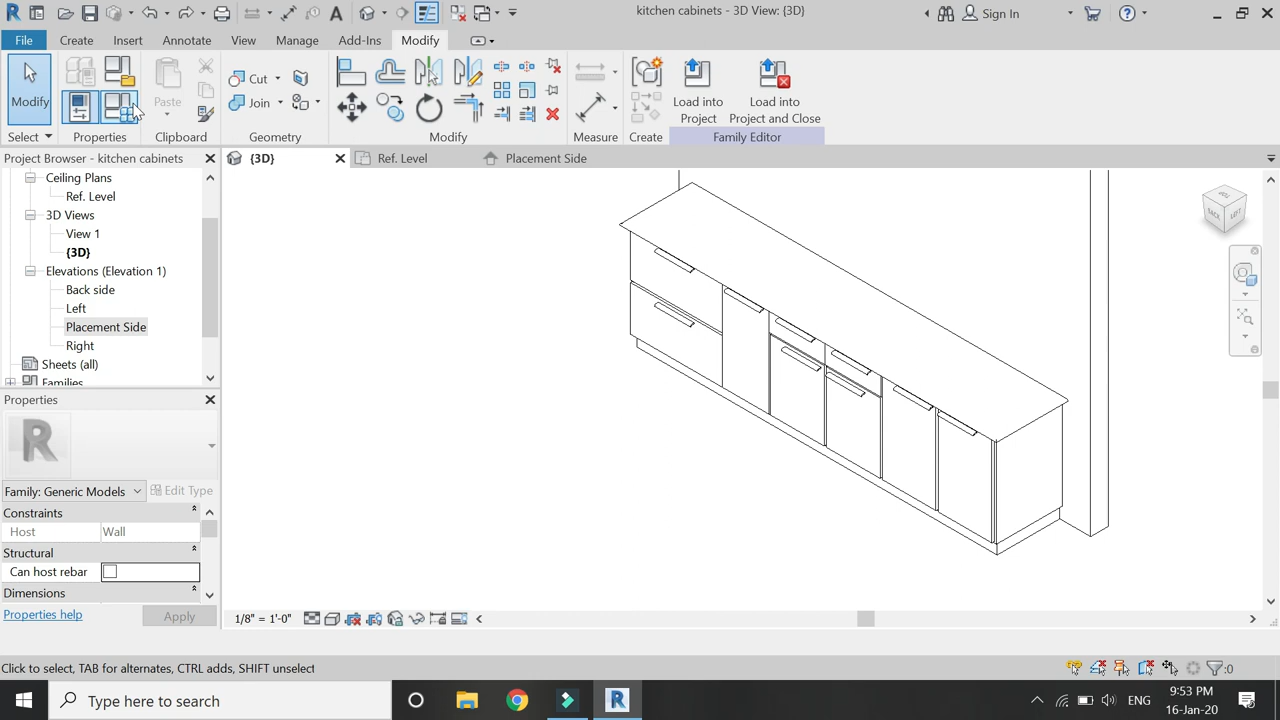 kitchen cabinets - 3D View: {3D}
Sign In
File
Create
Insert
Annotate
View
Manage
Add-Ins
Modify
Modify
Paste
Cut
Join
Load into
Project
Load into
Project and Close
Select
Properties
Clipboard
Geometry
Modify
Measure
Create
Family Editor
Project Browser - kitchen cabinets
{3D}
Ref. Level
Placement Side
Ceiling Plans
Ref. Level
3D Views
View 1
{3D}
Elevations (Elevation 1)
Back side
Left
Placement Side
Right
Sheets (all)
Families
TOP
BACK
LEFT
Properties
Family: Generic Models
Edit Type
Constraints
Host
Wall
Structural
Can host rebar
Dimensions
Properties help
Apply
1/8" = 1'-0"
Click to select, TAB for alternates, CTRL adds, SHIFT unselect
:0
Type here to search
ENG
9:53 PM
16-Jan-20